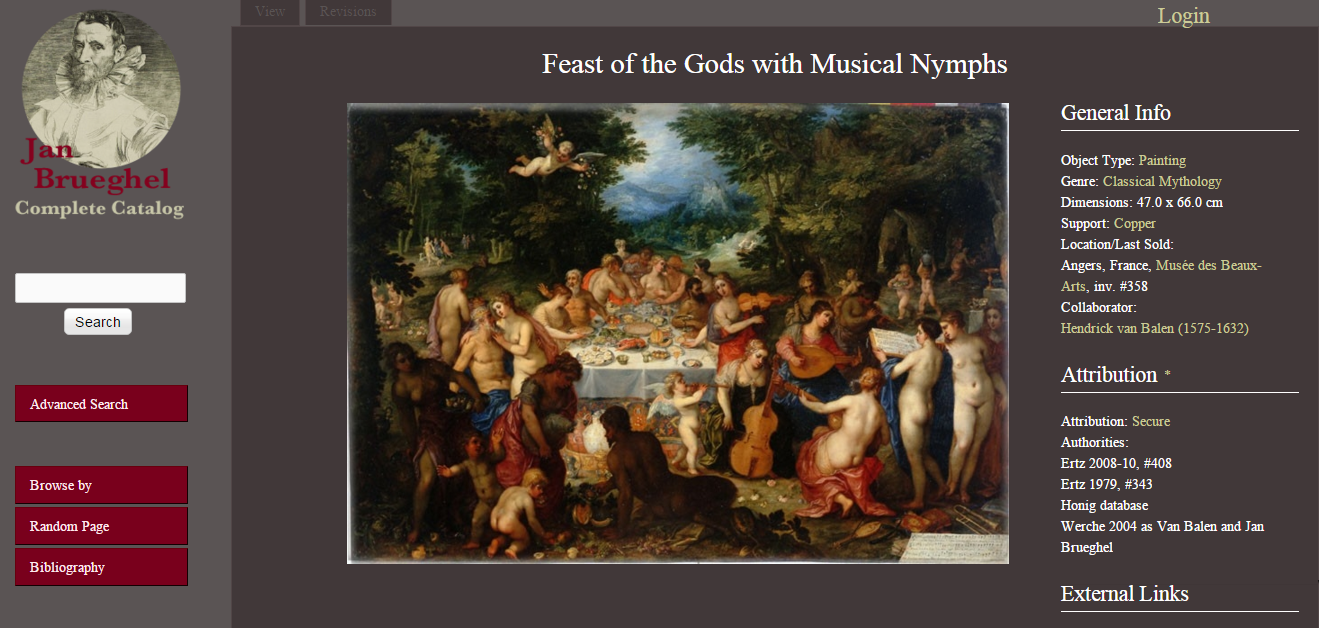 View
Revisions
Login
Jan
Brueghel
Complete Catalog
Search
Advanced Search
Browse by
Random Page
Bibliography
Feast of the Gods with Musical Nymphs
General Info
Object Type: Painting
Genre: Classical Mythology
Dimensions: 47.0 x 66.0 cm
Support: Copper
Location/Last Sold:
Angers, France, Musée des Beaux-
Arts, inv. #358
Collaborator:
Hendrick van Balen (1575-1632)
Attribution *
Attribution: Secure
Authorities:
Ertz 2008-10, #408
Ertz 1979, #343
Honig database
Werche 2004 as Van Balen and Jan
Brueghel
External Links